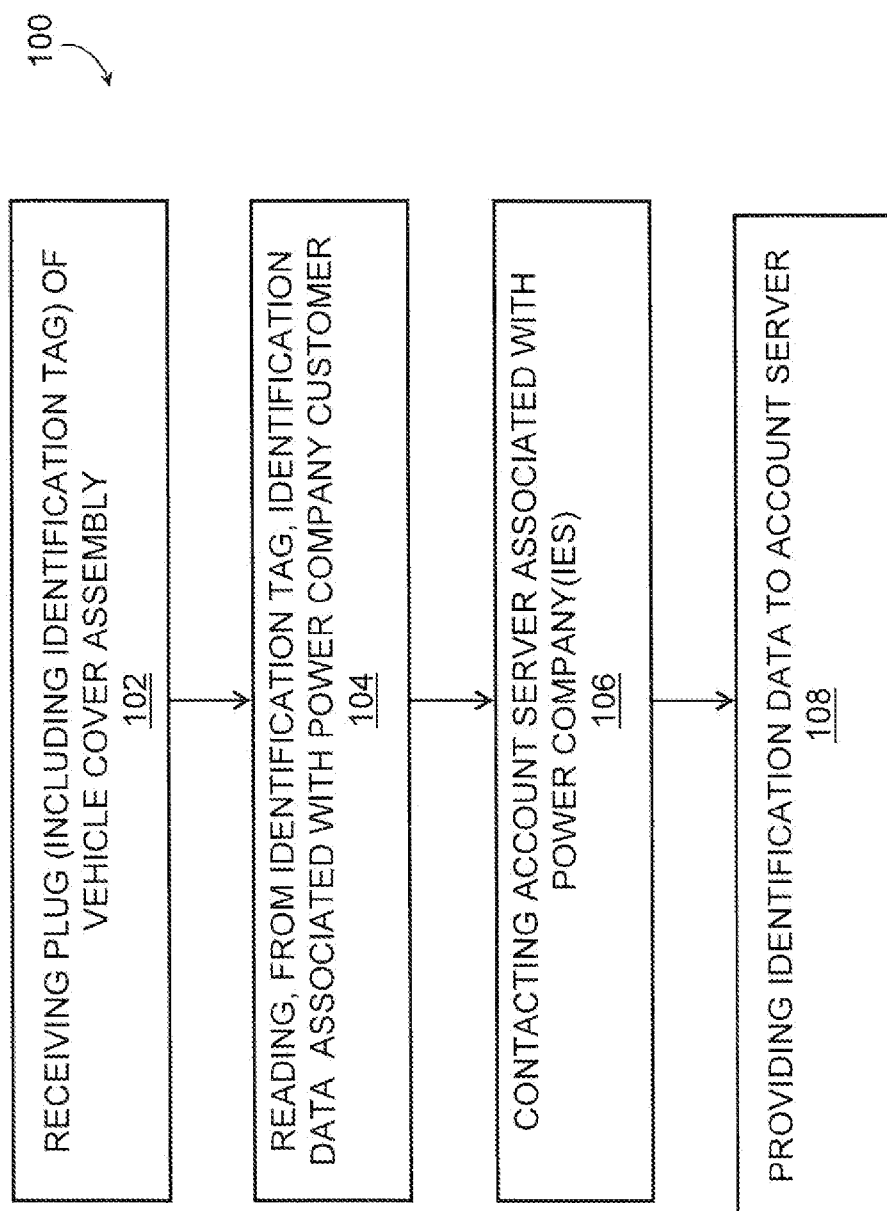 100
RECEIVING PLUG (INCLUDING IDENTIFICATION TAG) OF
VEHICLE COVER ASSEMBLY
102
READING, FROM IDENTIFICATION TAG, IDENTIFICATION
DATA ASSOCIATED WITH POWER COMPANY CUSTOMER
104
CONTACTING ACCOUNT SERVER ASSOCIATED WITH
POWER COMPANY(IES)
106
PROVIDING IDENTIFICATION DATA TO ACCOUNT SERVER
108